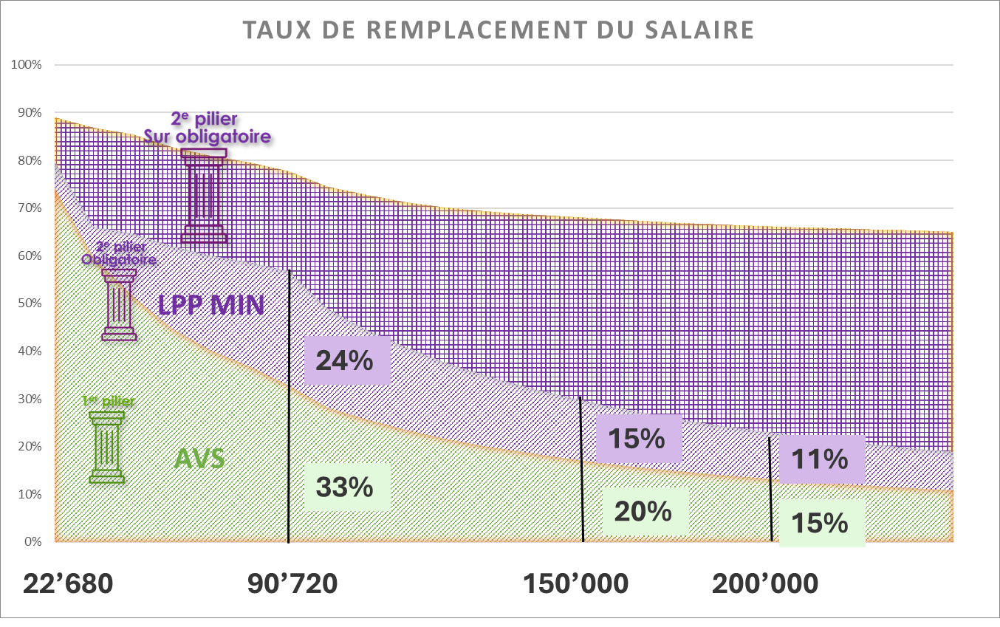 TAUX DE REMPLACEMENT DU SALAIRE
100%
90%
80%
70%
60%
50%
40%
30%
20%
10%
0%
2e pilier
Sur obligatoire
2e pilier
Obligatoire
LPP MIN
1er pilier
AVS
24%
33%
15%
20%
11%
15%
22’680
90’720
150’000
200’000